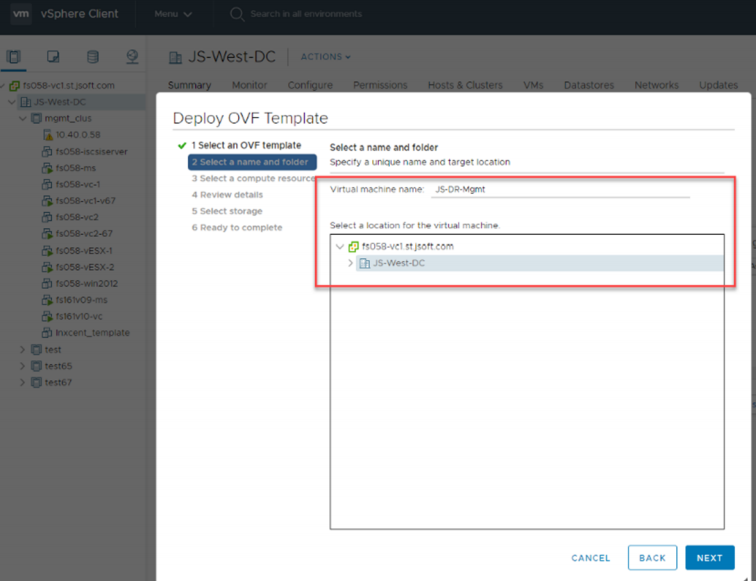 vm vSphere Client Menu Search in all environments
JS-West-DC ACTIONS
Summary Monitor Configure Permissions Hosts & Clusters VMs Datastores Networks Updates
fs058-vc1.st.jsoft.com
JS-West-DC
mgmt_clus
10.40.0.58
fs058-iscsiserver
fs058-ms
fs058-vc-1
fs058-vc1-v67
fs058-vc2
fs058-vc2-67
fs058-vESX-1
fs058-vESX-2
fs058-win2012
fs161v09-ms
fs161v10-vc
lnxcent_template
test
test65
test67
Deploy OVF Template
1 Select an OVF template
2 Select a name and folder
3 Select a compute resource
4 Review details
5 Select storage
6 Ready to complete
Select a name and folder
Specify a unique name and target location
Virtual machine name: JS-DR-Mgmt
Select a location for the virtual machine.
fs058-vc1.st.jsoft.com
JS-West-DC
CANCEL BACK NEXT